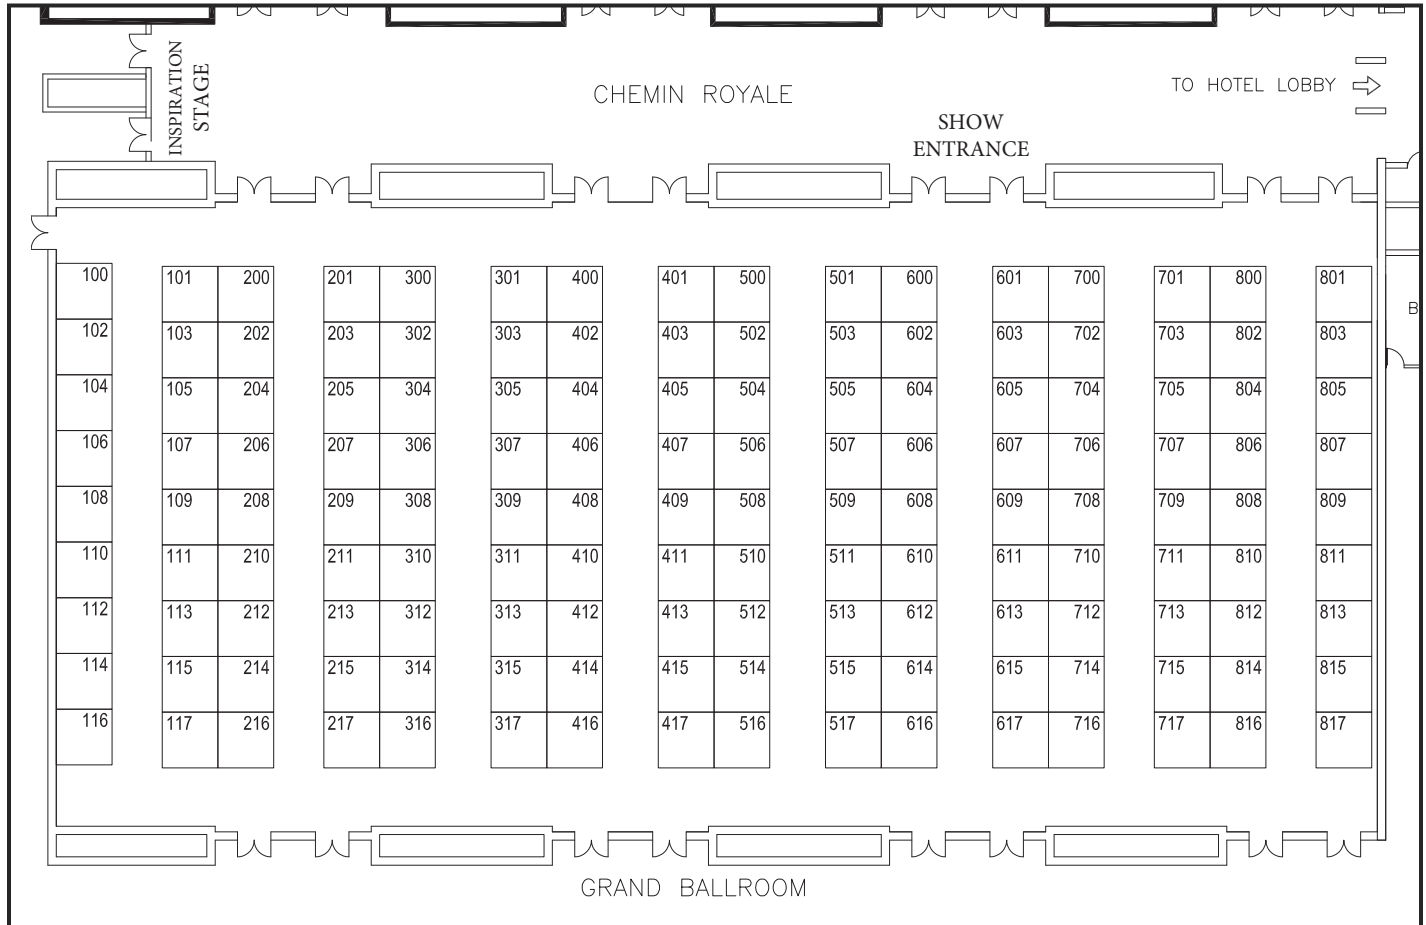 INSPIRATION
STAGE
CHEMIN ROYALE
TO HOTEL LOBBY
SHOW
ENTRANCE
100 101 200 201 300 301 400 401 500 501 600 601 700 701 800 801
102 103 202 203 302 303 402 403 502 503 602 603 702 703 802 803
104 105 204 205 304 305 404 405 504 505 604 605 704 705 804 805
106 107 206 207 306 307 406 407 506 507 606 607 706 707 806 807
108 109 208 209 308 309 408 409 508 509 608 609 708 709 808 809
110 111 210 211 310 311 410 411 510 511 610 611 710 711 810 811
112 113 212 213 312 313 412 413 512 513 612 613 712 713 812 813
114 115 214 215 314 315 414 415 514 515 614 615 714 715 814 815
116 117 216 217 316 317 416 417 516 517 616 617 716 717 816 817
GRAND BALLROOM